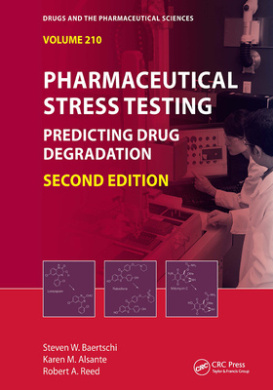 DRUGS AND THE PHARMACEUTICAL SCIENCES
VOLUME 210
PHARMACEUTICAL
STRESS TESTING
PREDICTING DRUG
DEGRADATION
SECOND EDITION
Steven W. Baertschi
Karen M. Alsante
Robert A. Reed
CRC Press
Taylor & Francis Group